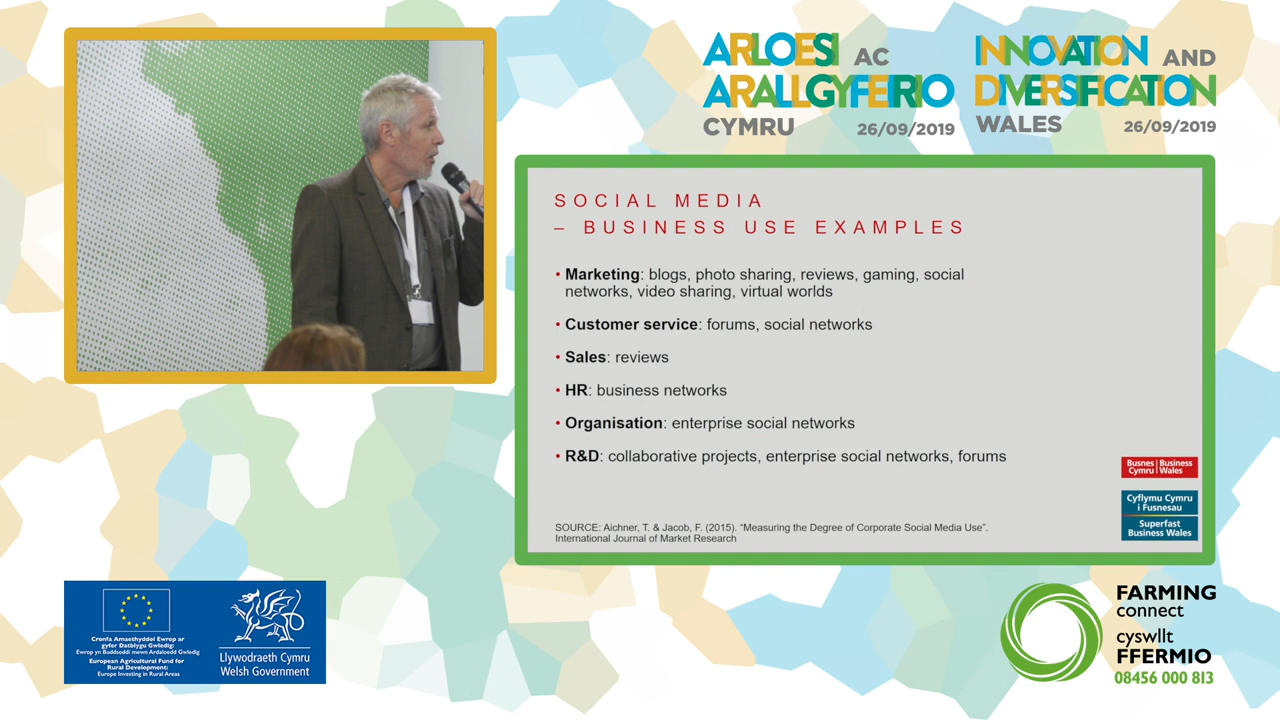 ARLOESI AC
ARALLGYFEIRIO
CYMRU 26/09/2019
INNOVATION AND
DIVERSIFICATION
WALES 26/09/2019
SOCIAL MEDIA
– BUSINESS USE EXAMPLES
• Marketing: blogs, photo sharing, reviews, gaming, social
networks, video sharing, virtual worlds
• Customer service: forums, social networks
• Sales: reviews
• HR: business networks
• Organisation: enterprise social networks
• R&D: collaborative projects, enterprise social networks, forums
Busnes | Business
Cymru | Wales
Cyflymu Cymru
i Fusnesau
Superfast
Business Wales
SOURCE: Aichner, T. & Jacob, F. (2015). “Measuring the Degree of Corporate Social Media Use”.
International Journal of Market Research
Cronfa Amaethyddol Ewrop ar
gyfer Datblygu Gwledig:
Ewrop yn Buddsoddi mewn Ardaloedd Gwledig
European Agricultural Fund for
Rural Development:
Europe Investing in Rural Areas
Llywodraeth Cymru
Welsh Government
FARMING
connect
cyswllt
FFERMIO
08456 000 813